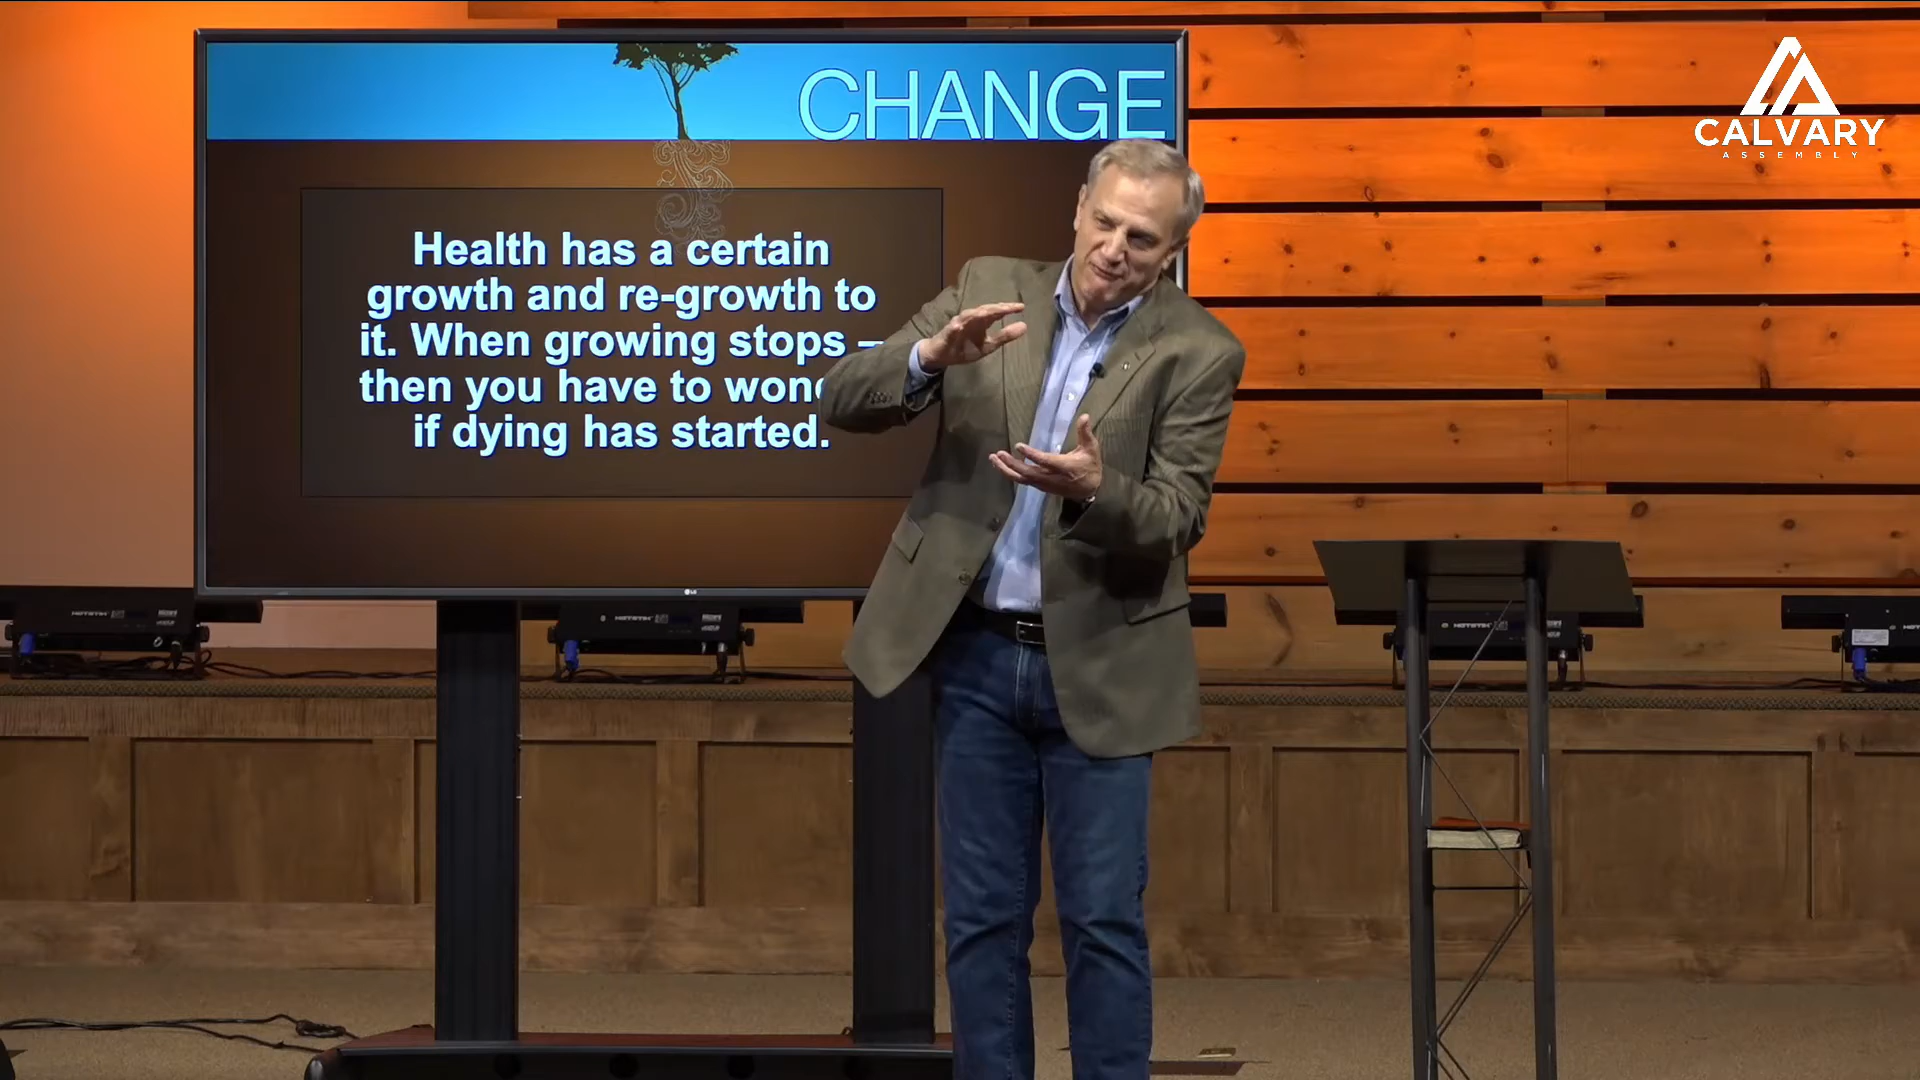 CHANGE
CALVARY
ASSEMBLY
Health has a certain
growth and re-growth to
it. When growing stops –
then you have to
if dying has started.
LG